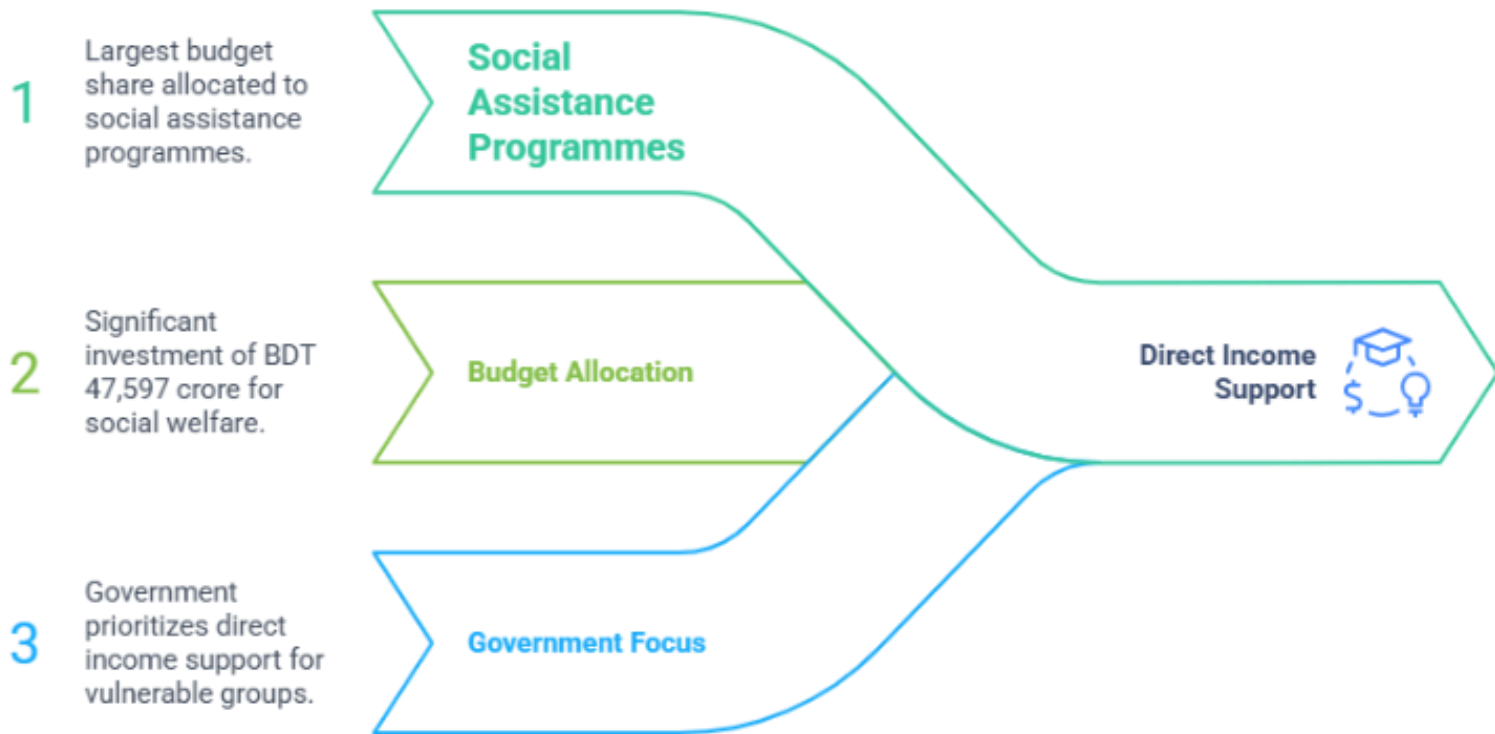 1
Largest budget
share allocated to
social assistance
programmes.
Social
Assistance
Programmes
2
Significant
investment of BDT
47,597 crore for
social welfare.
Budget Allocation
Direct Income
Support
3
Government
prioritizes direct
income support for
vulnerable groups.
Government Focus